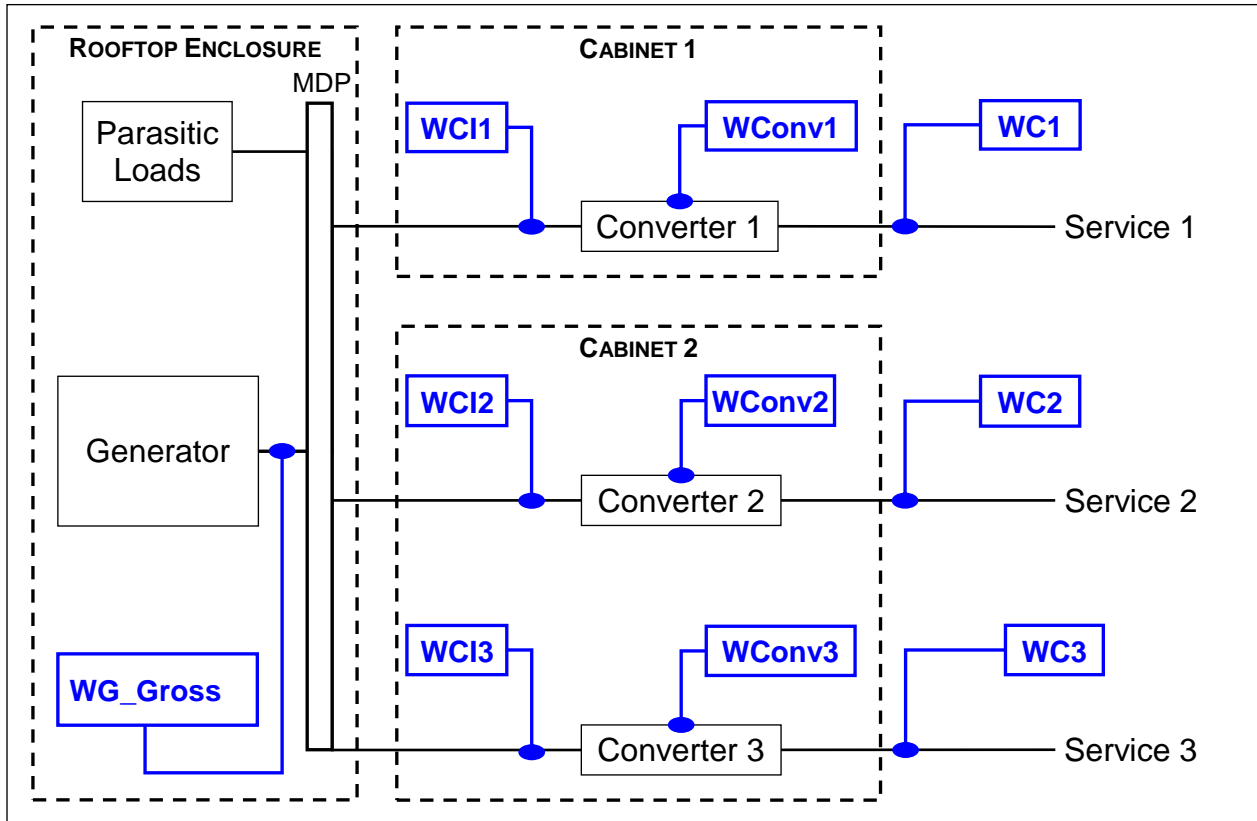 ROOFTOP ENCLOSURE
MDP
Parasitic
Loads
Generator
WG_Gross
CABINET 1
WCI1
WConv1
WC1
Converter 1
Service 1
CABINET 2
WCI2
WConv2
WC2
Converter 2
Service 2
WCI3
WConv3
WC3
Converter 3
Service 3